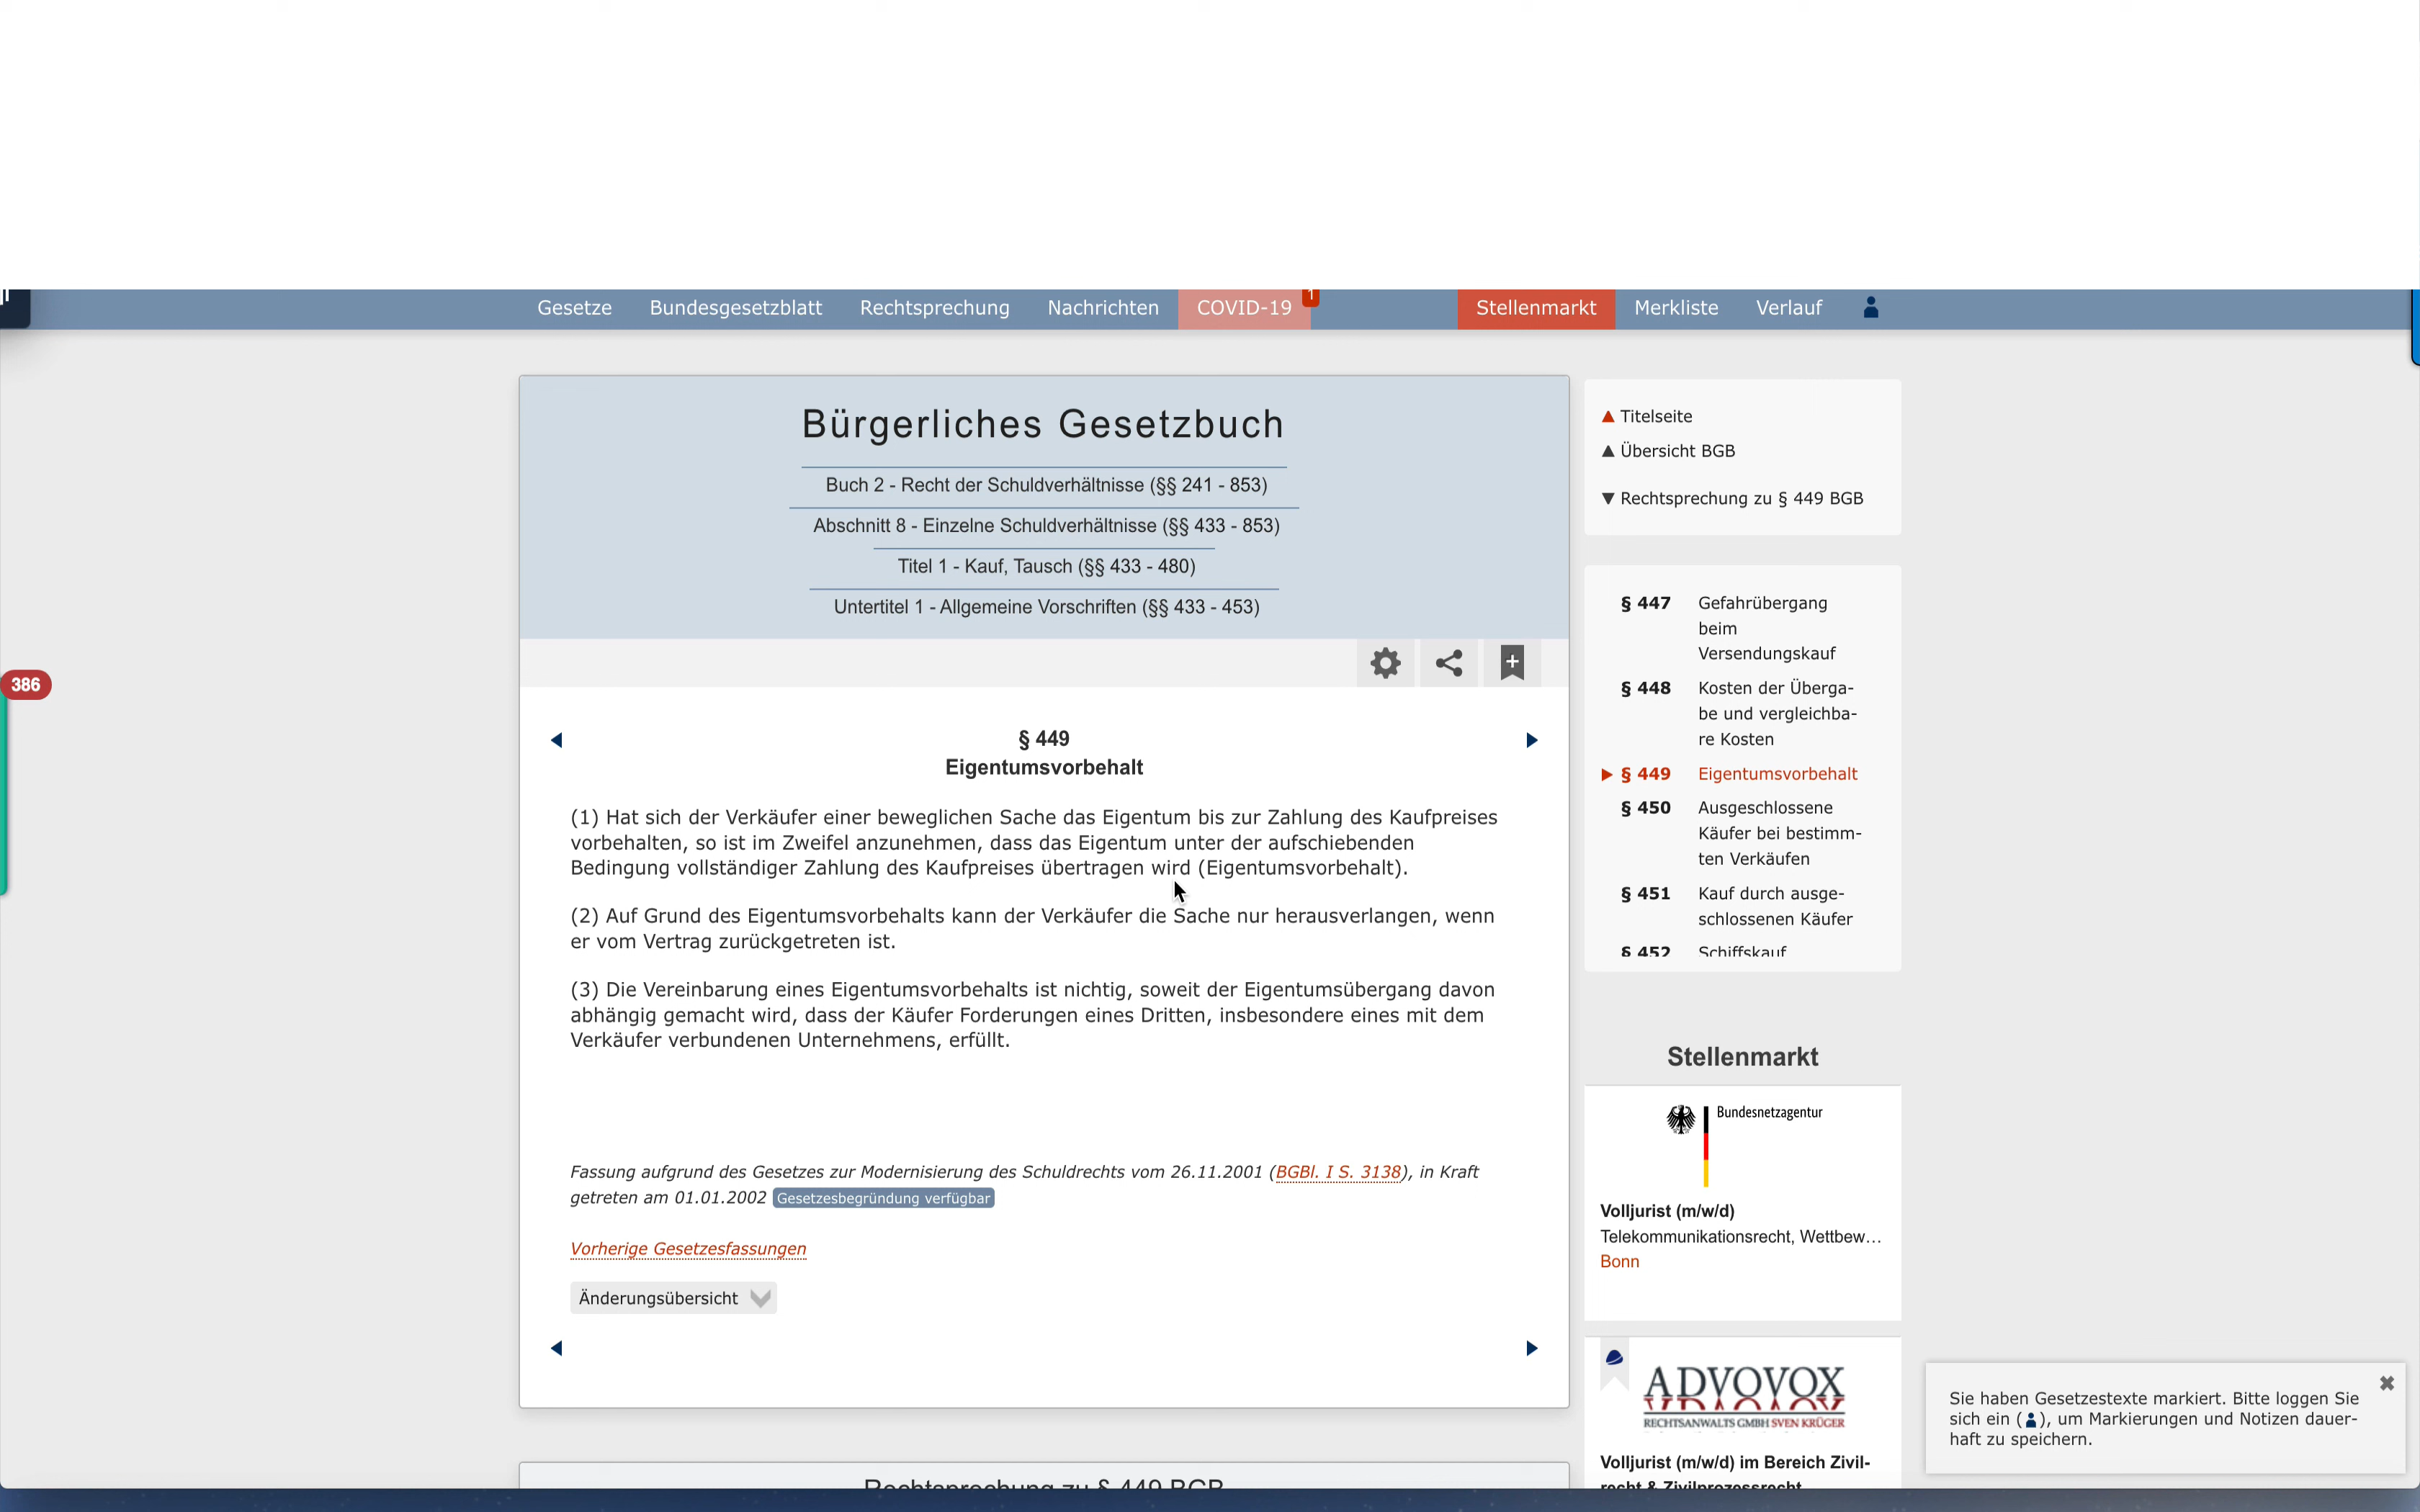 Gesetze Bundesgesetzblatt Rechtsprechung Nachrichten COVID-19 1 Stellenmarkt Merkliste Verlauf
Bürgerliches Gesetzbuch
Buch 2 - Recht der Schuldverhältnisse (§§ 241 - 853)
Abschnitt 8 - Einzelne Schuldverhältnisse (§§ 433 - 853)
Titel 1 - Kauf, Tausch (§§ 433 - 480)
Untertitel 1 - Allgemeine Vorschriften (§§ 433 - 453)
386
§ 449
Eigentumsvorbehalt
(1) Hat sich der Verkäufer einer beweglichen Sache das Eigentum bis zur Zahlung des Kaufpreises
vorbehalten, so ist im Zweifel anzunehmen, dass das Eigentum unter der aufschiebenden
Bedingung vollständiger Zahlung des Kaufpreises übertragen wird (Eigentumsvorbehalt).
(2) Auf Grund des Eigentumsvorbehalts kann der Verkäufer die Sache nur herausverlangen, wenn
er vom Vertrag zurückgetreten ist.
(3) Die Vereinbarung eines Eigentumsvorbehalts ist nichtig, soweit der Eigentumsübergang davon
abhängig gemacht wird, dass der Käufer Forderungen eines Dritten, insbesondere eines mit dem
Verkäufer verbundenen Unternehmens, erfüllt.
Fassung aufgrund des Gesetzes zur Modernisierung des Schuldrechts vom 26.11.2001 (BGBl. I S. 3138), in Kraft
getreten am 01.01.2002 Gesetzesbegründung verfügbar
Vorherige Gesetzesfassungen
Änderungsübersicht
Rechtsprechung zu § 449 BGB
Titelseite
Übersicht BGB
Rechtsprechung zu § 449 BGB
§ 447 Gefahrübergang
beim
Versendungskauf
§ 448 Kosten der Überga-
be und vergleichba-
re Kosten
§ 449 Eigentumsvorbehalt
§ 450 Ausgeschlossene
Käufer bei bestimm-
ten Verkäufen
§ 451 Kauf durch ausge-
schlossenen Käufer
§ 452 Schiffskauf
Stellenmarkt
Bundesnetzagentur
Volljurist (m/w/d)
Telekommunikationsrecht, Wettbew...
Bonn
ADVOVOX
RECHTSANWALTS GMBH SVEN KRÜGER
Volljurist (m/w/d) im Bereich Zivil-
recht & Zivilprozessrecht
Sie haben Gesetzestexte markiert. Bitte loggen Sie
sich ein ( ), um Markierungen und Notizen dauer-
haft zu speichern.